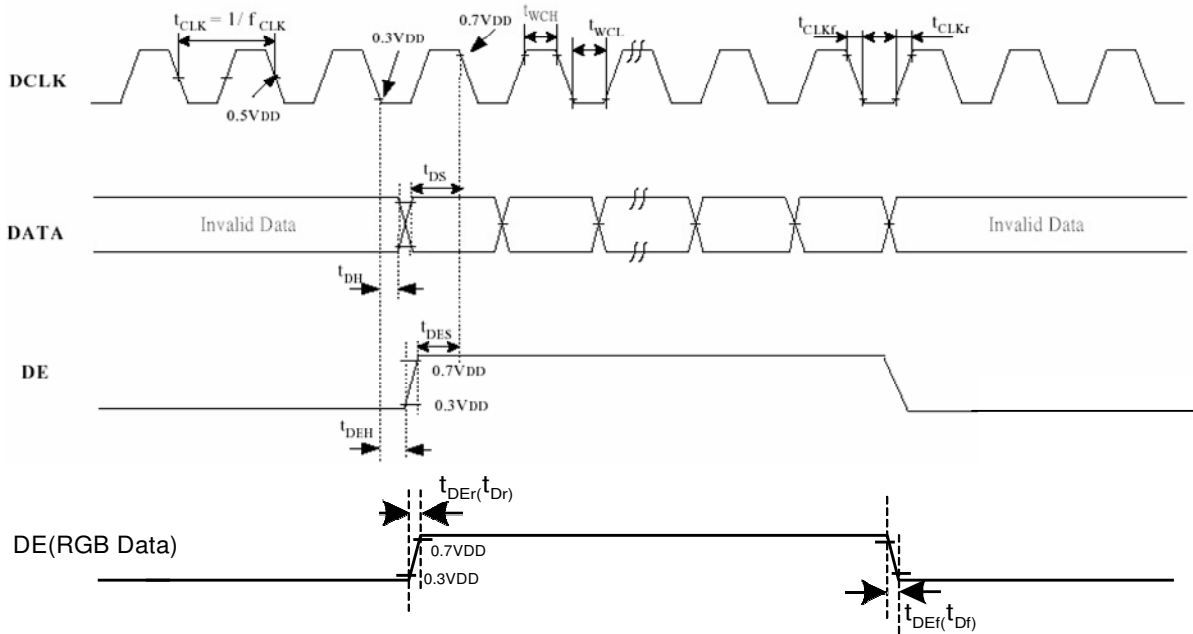 tCLK = 1/ fCLK
0.3VDD
0.7VDD
tWCH
tWCL
tCLKf
tCLKr
DCLK
0.5VDD
tDS
DATA
Invalid Data
Invalid Data
tDH
tDES
DE
0.7VDD
0.3VDD
tDEH
tDEr(tDr)
DE(RGB Data)
0.7VDD
0.3VDD
tDEf(tDf)